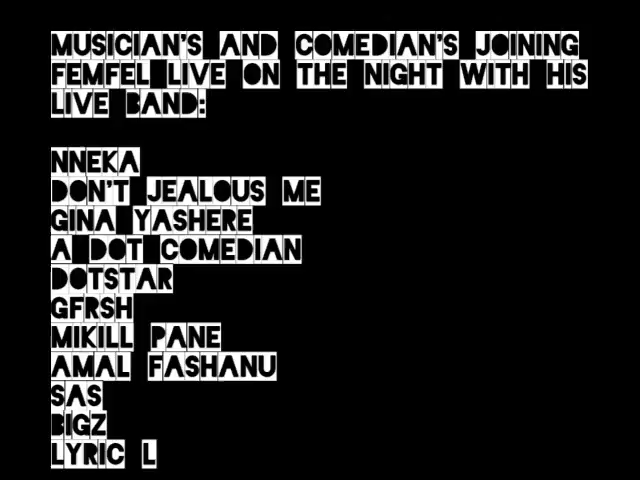 MUSICIAN'S AND COMEDIAN'S JOINING
FEMFEL LIVE ON THE NIGHT WITH HIS
LIVE BAND:
NNEKA
DON'T JEALOUS ME
GINA YASHERE
A DOT COMEDIAN
DOTSTAR
GFRSH
MIKILL PANE
AMAL FASHANU
SAS
BIGZ
LYRIC L